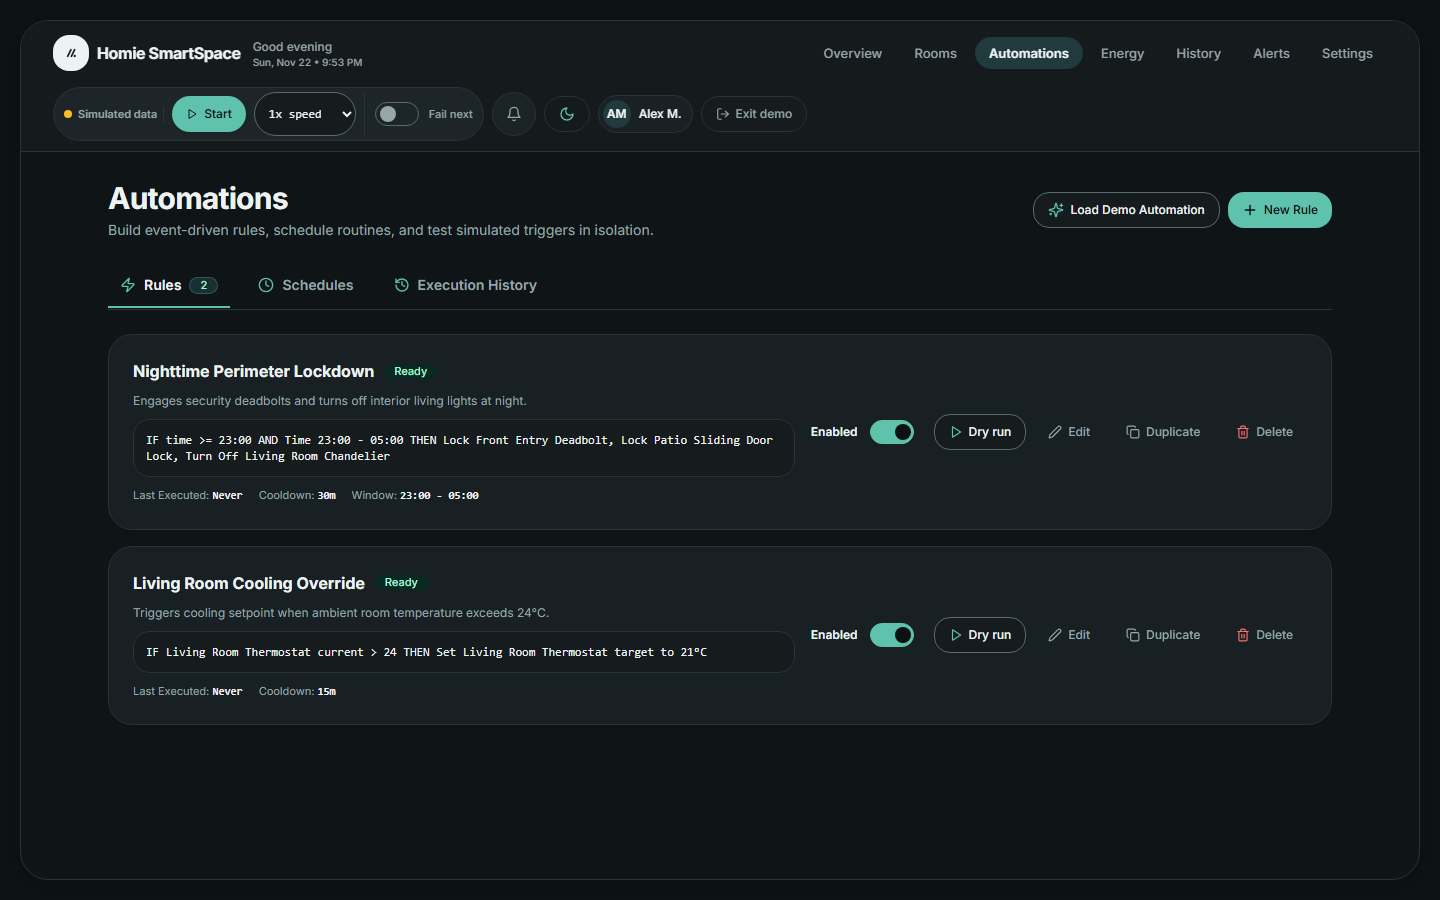 Homie SmartSpace
Good evening
Sun, Nov 22 • 9:53 PM
Overview
Rooms
Automations
Energy
History
Alerts
Settings
Simulated data
Start
1x speed
Fail next
AM
Alex M.
Exit demo
Automations
Build event-driven rules, schedule routines, and test simulated triggers in isolation.
Load Demo Automation
New Rule
Rules 2
Schedules
Execution History
Nighttime Perimeter Lockdown
Ready
Engages security deadbolts and turns off interior living lights at night.
IF time >= 23:00 AND Time 23:00 - 05:00 THEN Lock Front Entry Deadbolt, Lock Patio Sliding Door
Lock, Turn Off Living Room Chandelier
Last Executed: Never Cooldown: 30m Window: 23:00 - 05:00
Enabled
Dry run
Edit
Duplicate
Delete
Living Room Cooling Override
Ready
Triggers cooling setpoint when ambient room temperature exceeds 24°C.
IF Living Room Thermostat current > 24 THEN Set Living Room Thermostat target to 21°C
Last Executed: Never Cooldown: 15m
Enabled
Dry run
Edit
Duplicate
Delete